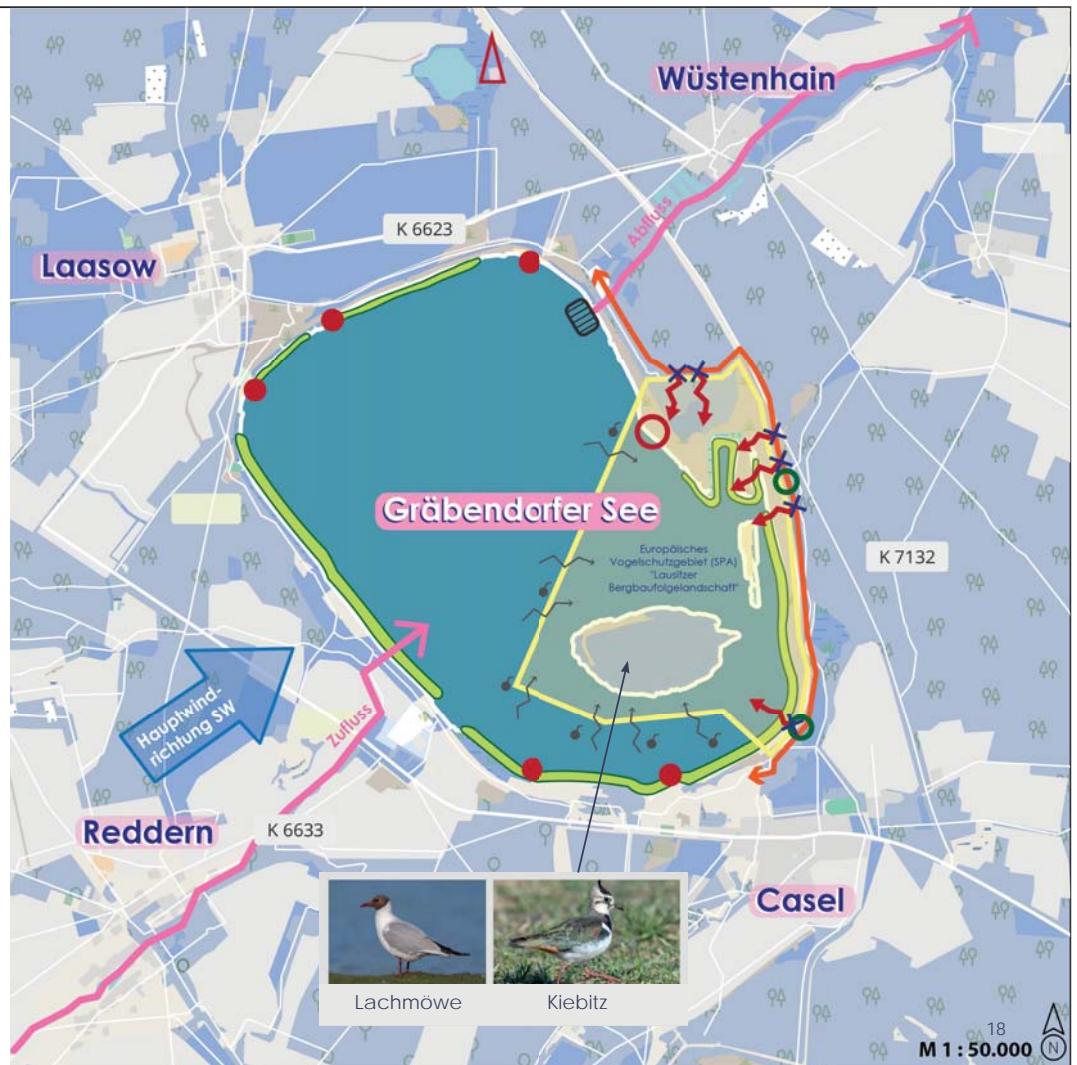 Wüstenhain
Abfluss
K 6623
Laasow
Gräbendorfer See
K 7132
Europäisches
Vogelschutzgebiet (SPA)
"Lausitzer
Bergbaufolgelandschaft"
Hauptwind-
richtung SW
Zufluss
Reddern
K 6633
Casel
Lachmöwe
Kiebitz
18
M 1 : 50.000
N